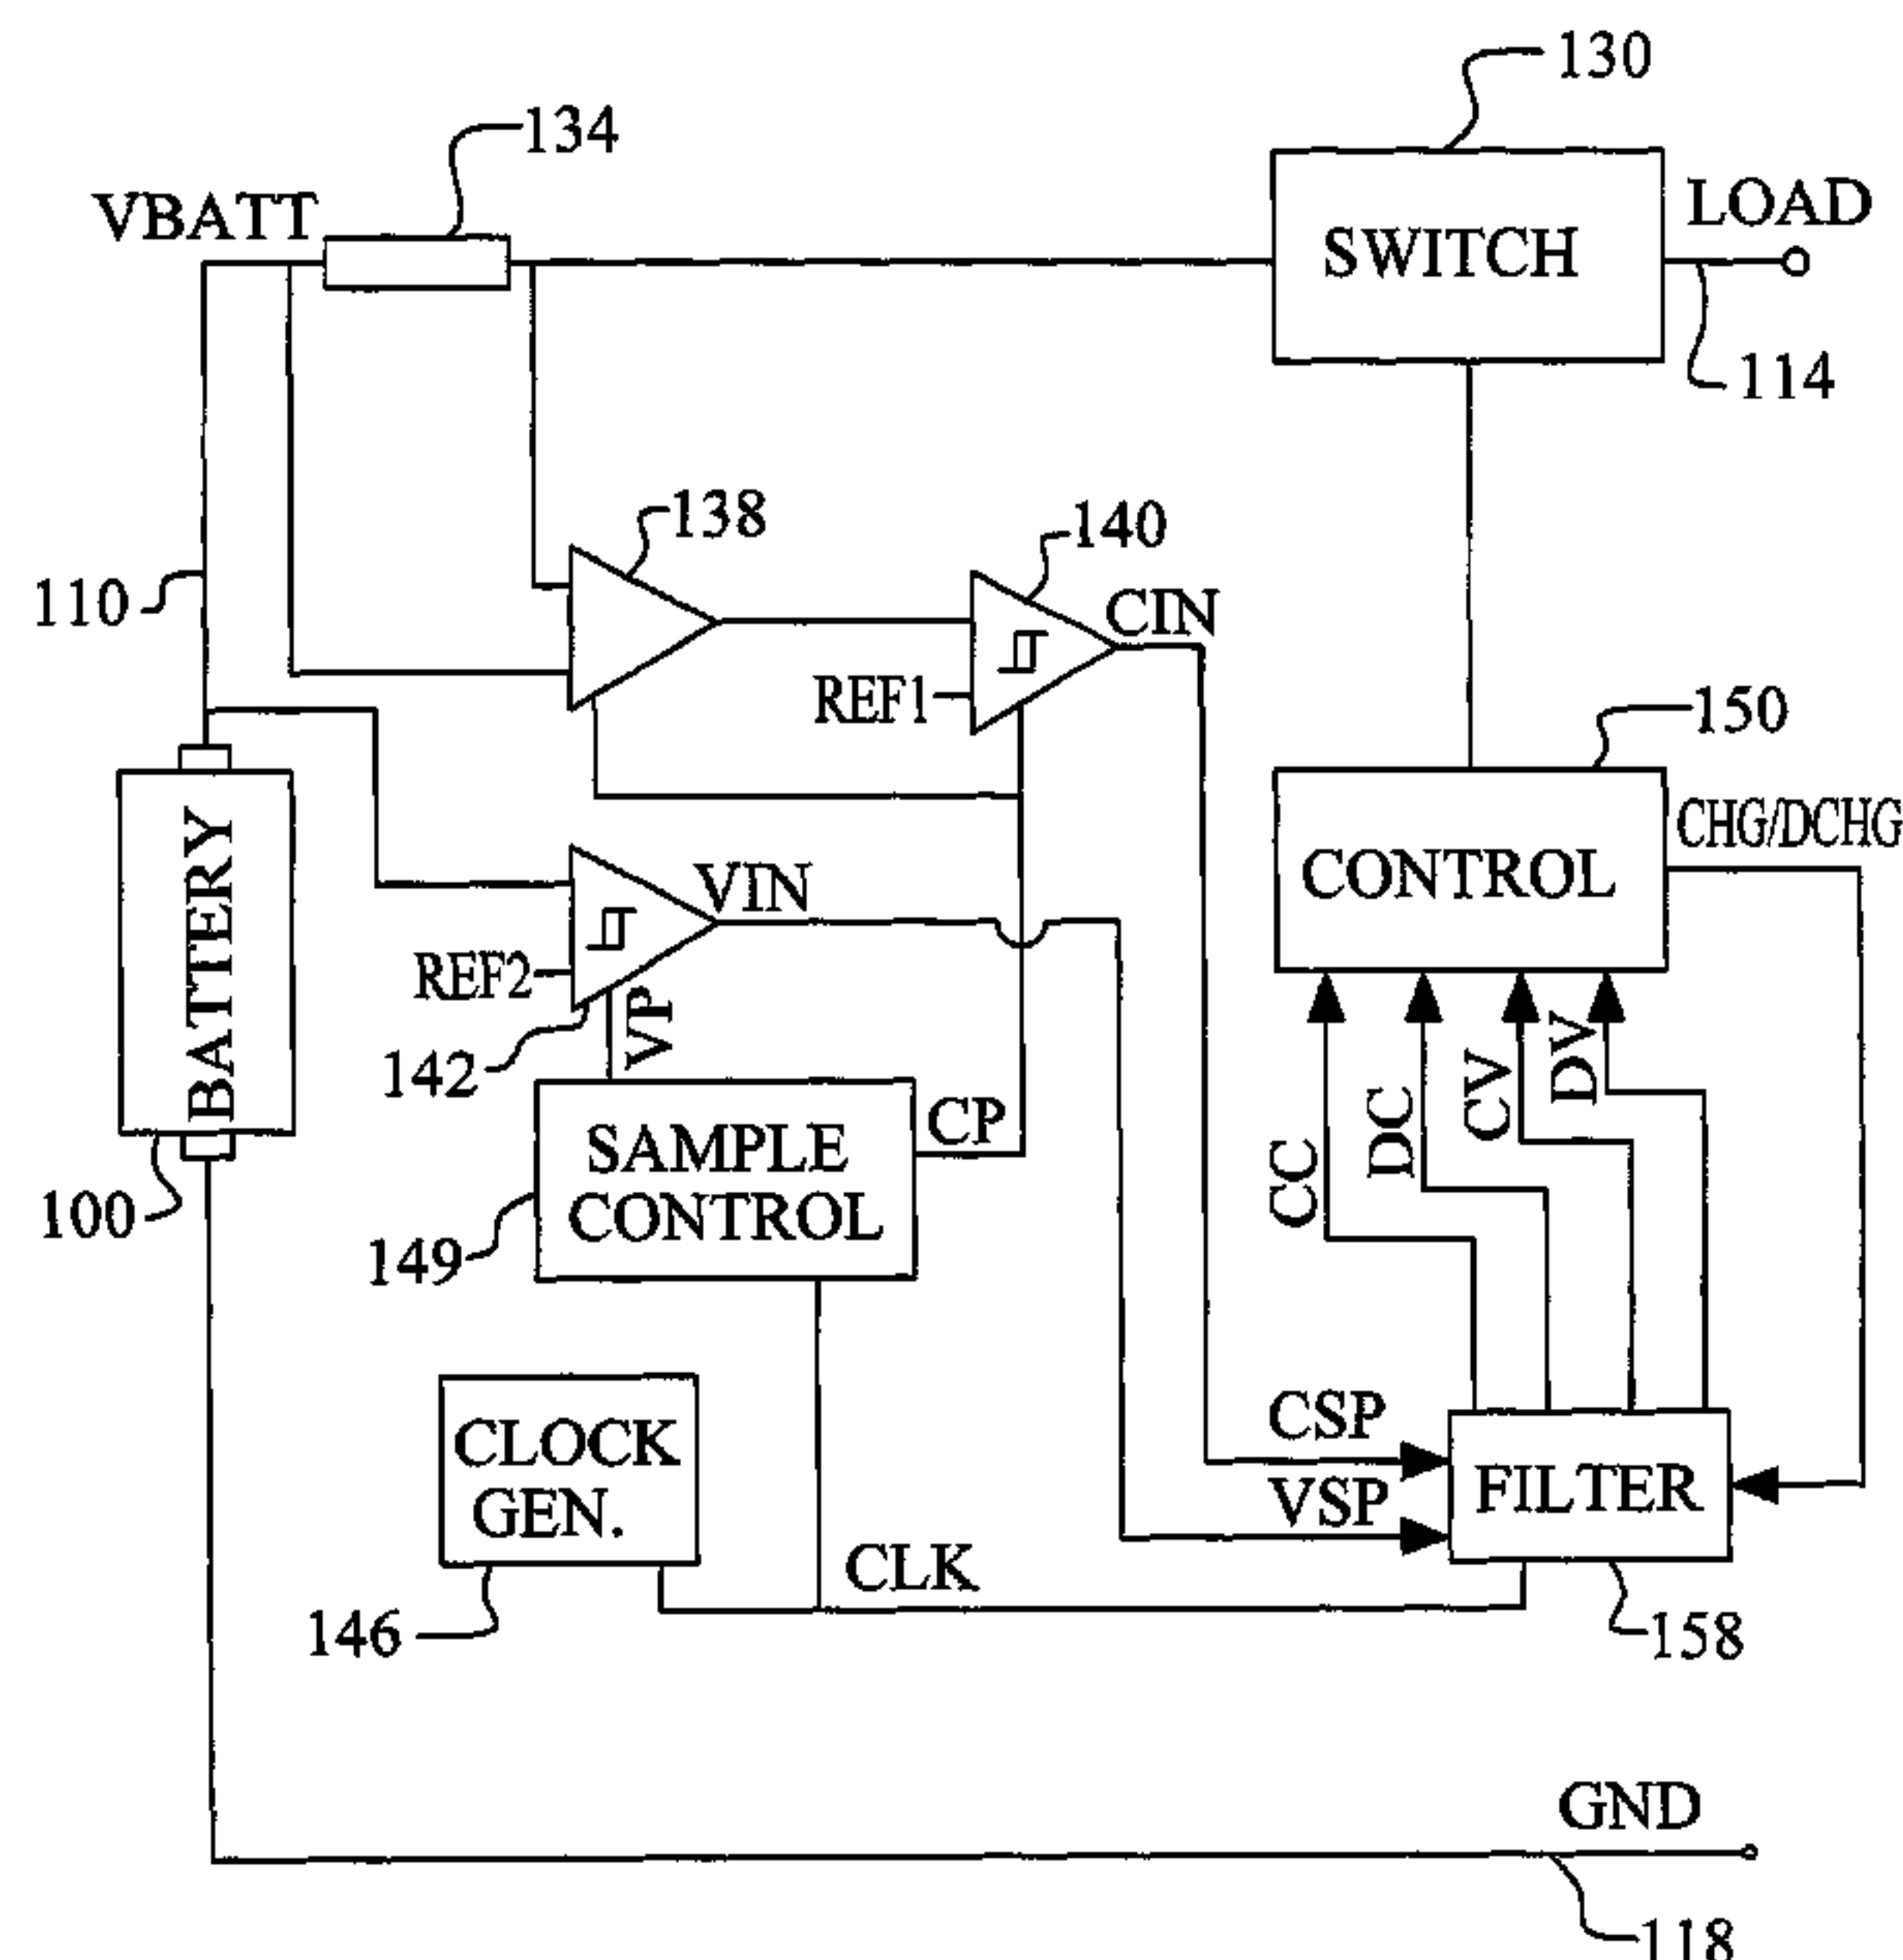 130
134
VBATT
LOAD
SWITCH
114
138
140
CIN
110
REF1
150
CHG/DCHG
BATTERY
CONTROL
VIN
REF2
VP
142
CC
DC
CV
DV
CP
SAMPLE
CONTROL
100
149
CLOCK
GEN.
CSP
VSP
FILTER
CLK
146
158
GND
118